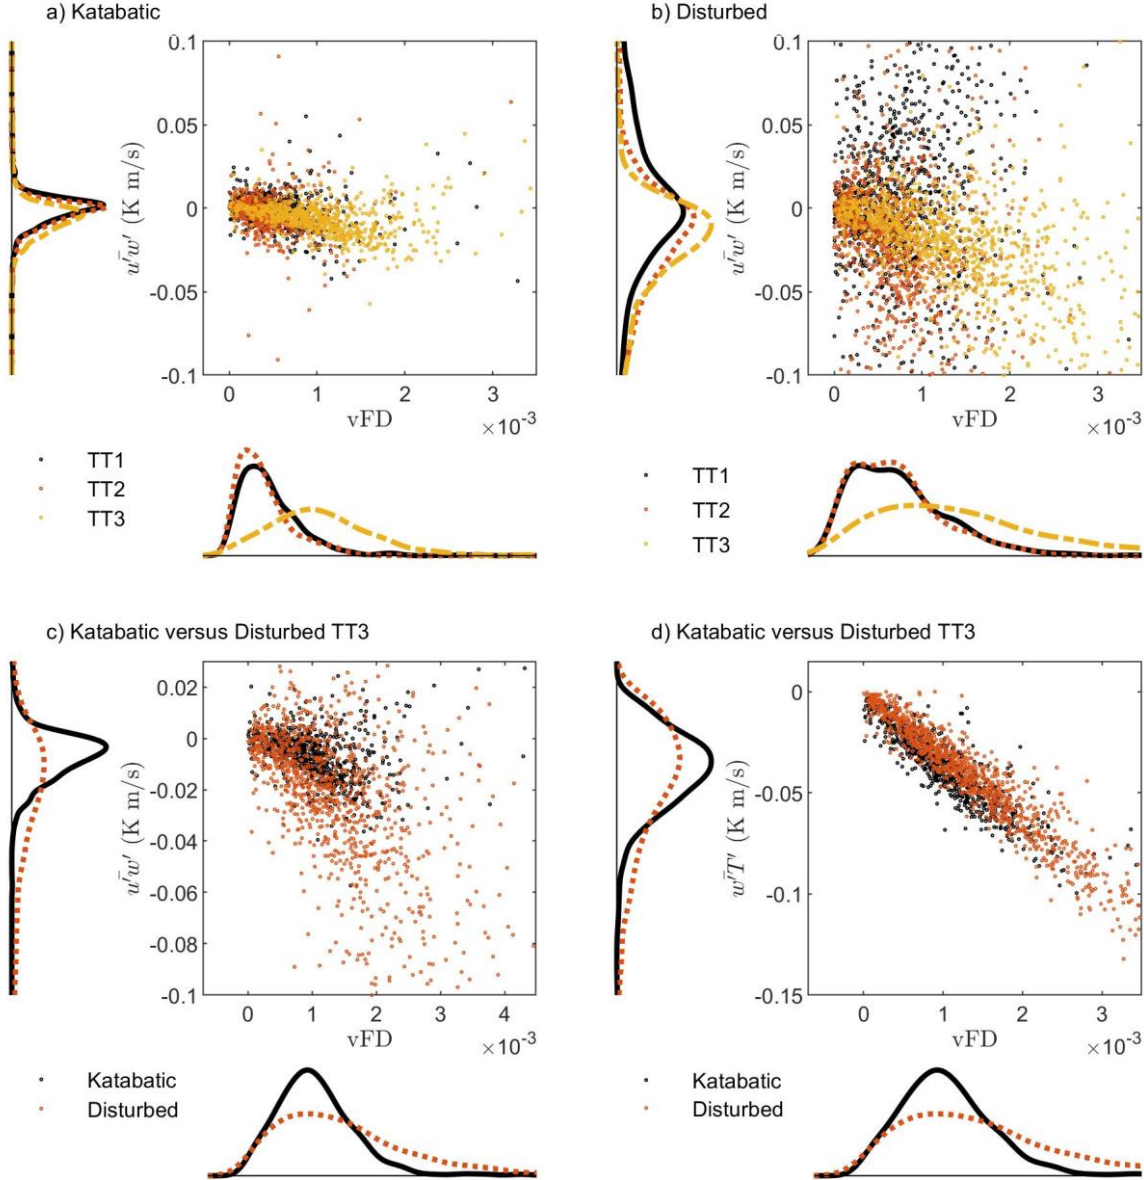 a) Katabatic
0.1
0.05
0
-0.05
-0.1
u'w' (K m/s)
0 1 2 3
vFD
×10⁻³
TT1
TT2
TT3
b) Disturbed
0.1
0.05
0
-0.05
-0.1
u'w' (K m/s)
0 1 2 3
vFD
×10⁻³
TT1
TT2
TT3
c) Katabatic versus Disturbed TT3
0.02
0
-0.02
-0.04
-0.06
-0.08
-0.1
u'w' (K m/s)
0 1 2 3 4
vFD
×10⁻³
Katabatic
Disturbed
d) Katabatic versus Disturbed TT3
0
-0.05
-0.1
-0.15
w'T' (K m/s)
0 1 2 3
vFD
×10⁻³
Katabatic
Disturbed